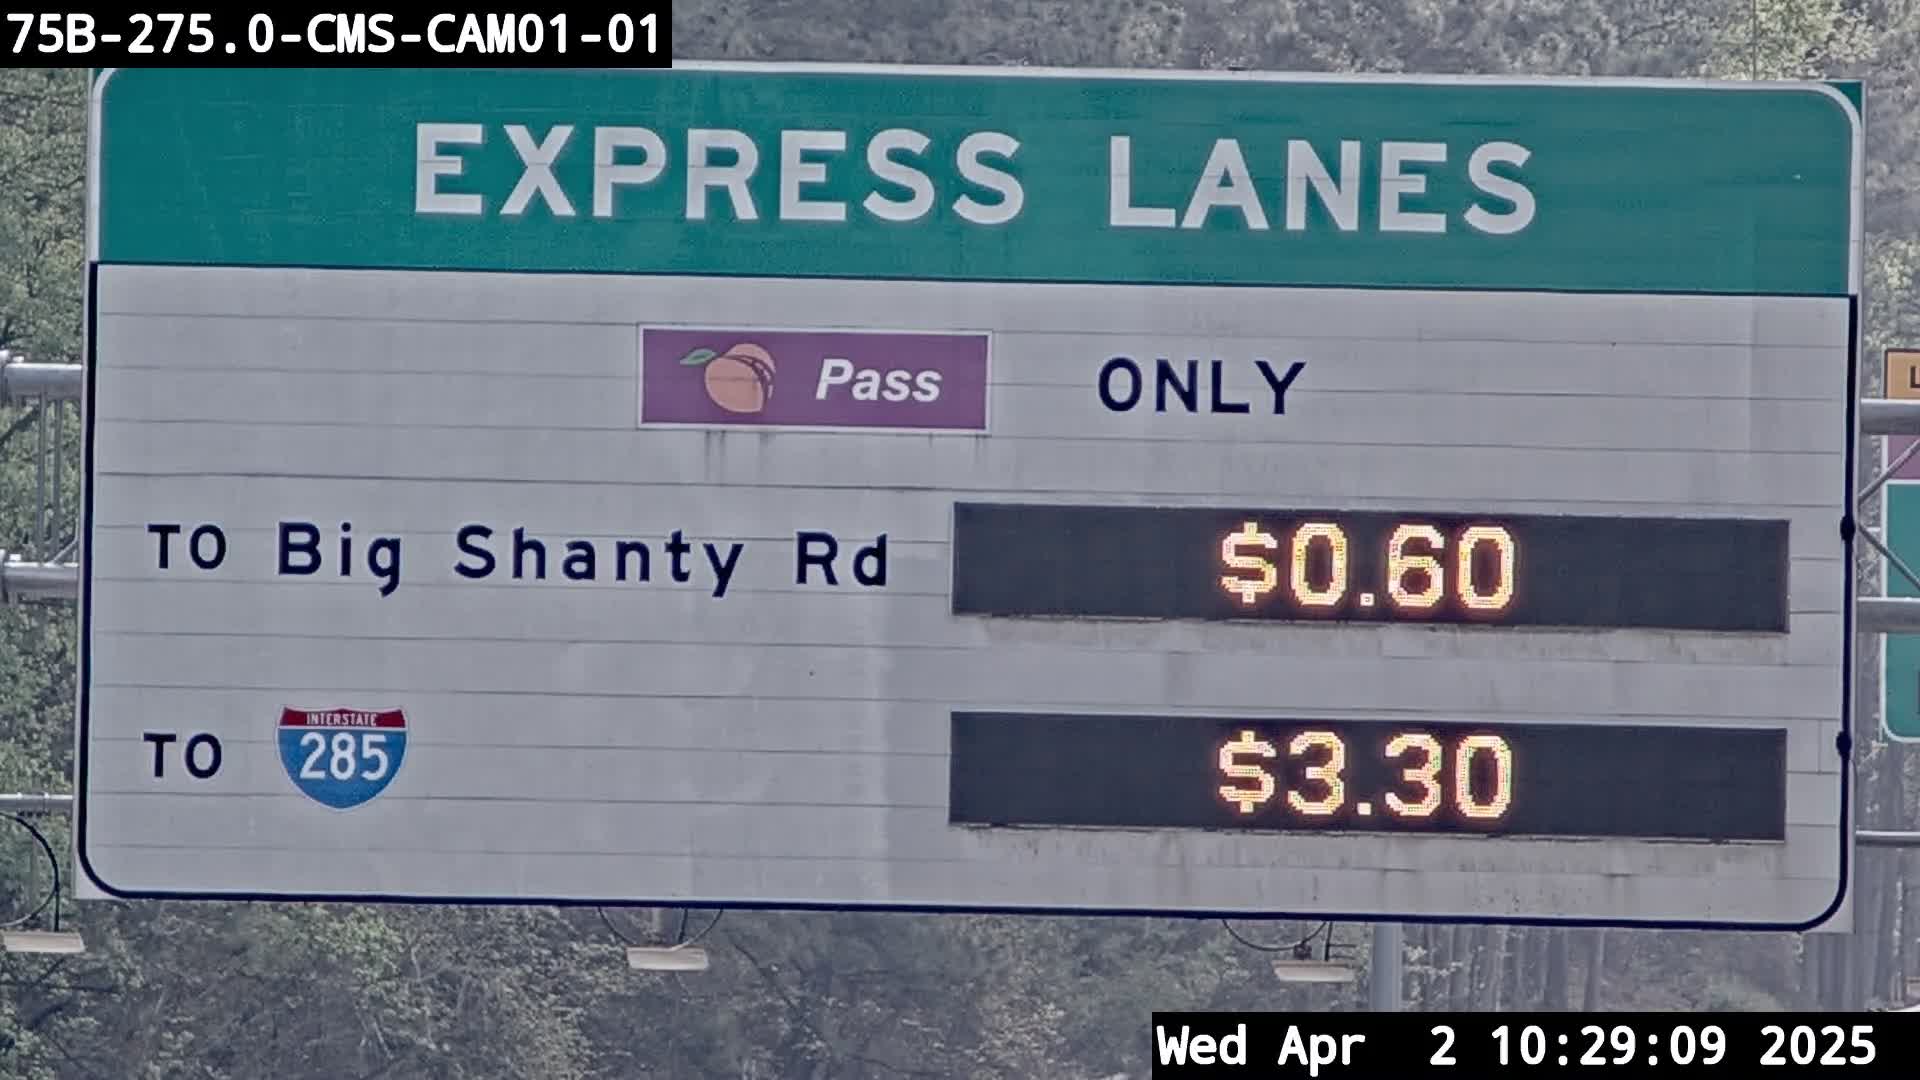 75B-275.0-CMS-CAM01-01
EXPRESS LANES
Pass ONLY
TO Big Shanty Rd $0.60
TO INTERSTATE 285 $3.30
Wed Apr 2 10:29:09 2025